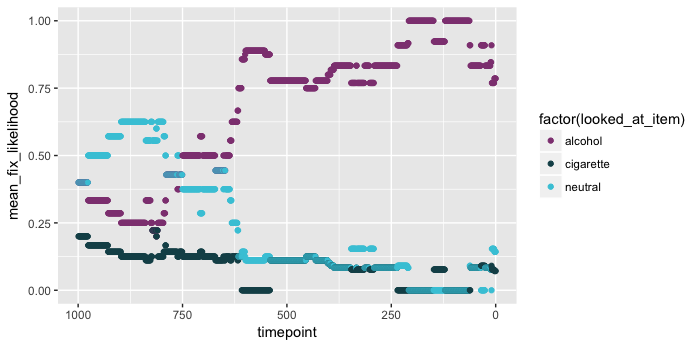 1.00
0.75
0.50
0.25
0.00
mean_fix_likelihood
1000
750
500
250
0
timepoint
factor(looked_at_item)
alcohol
cigarette
neutral